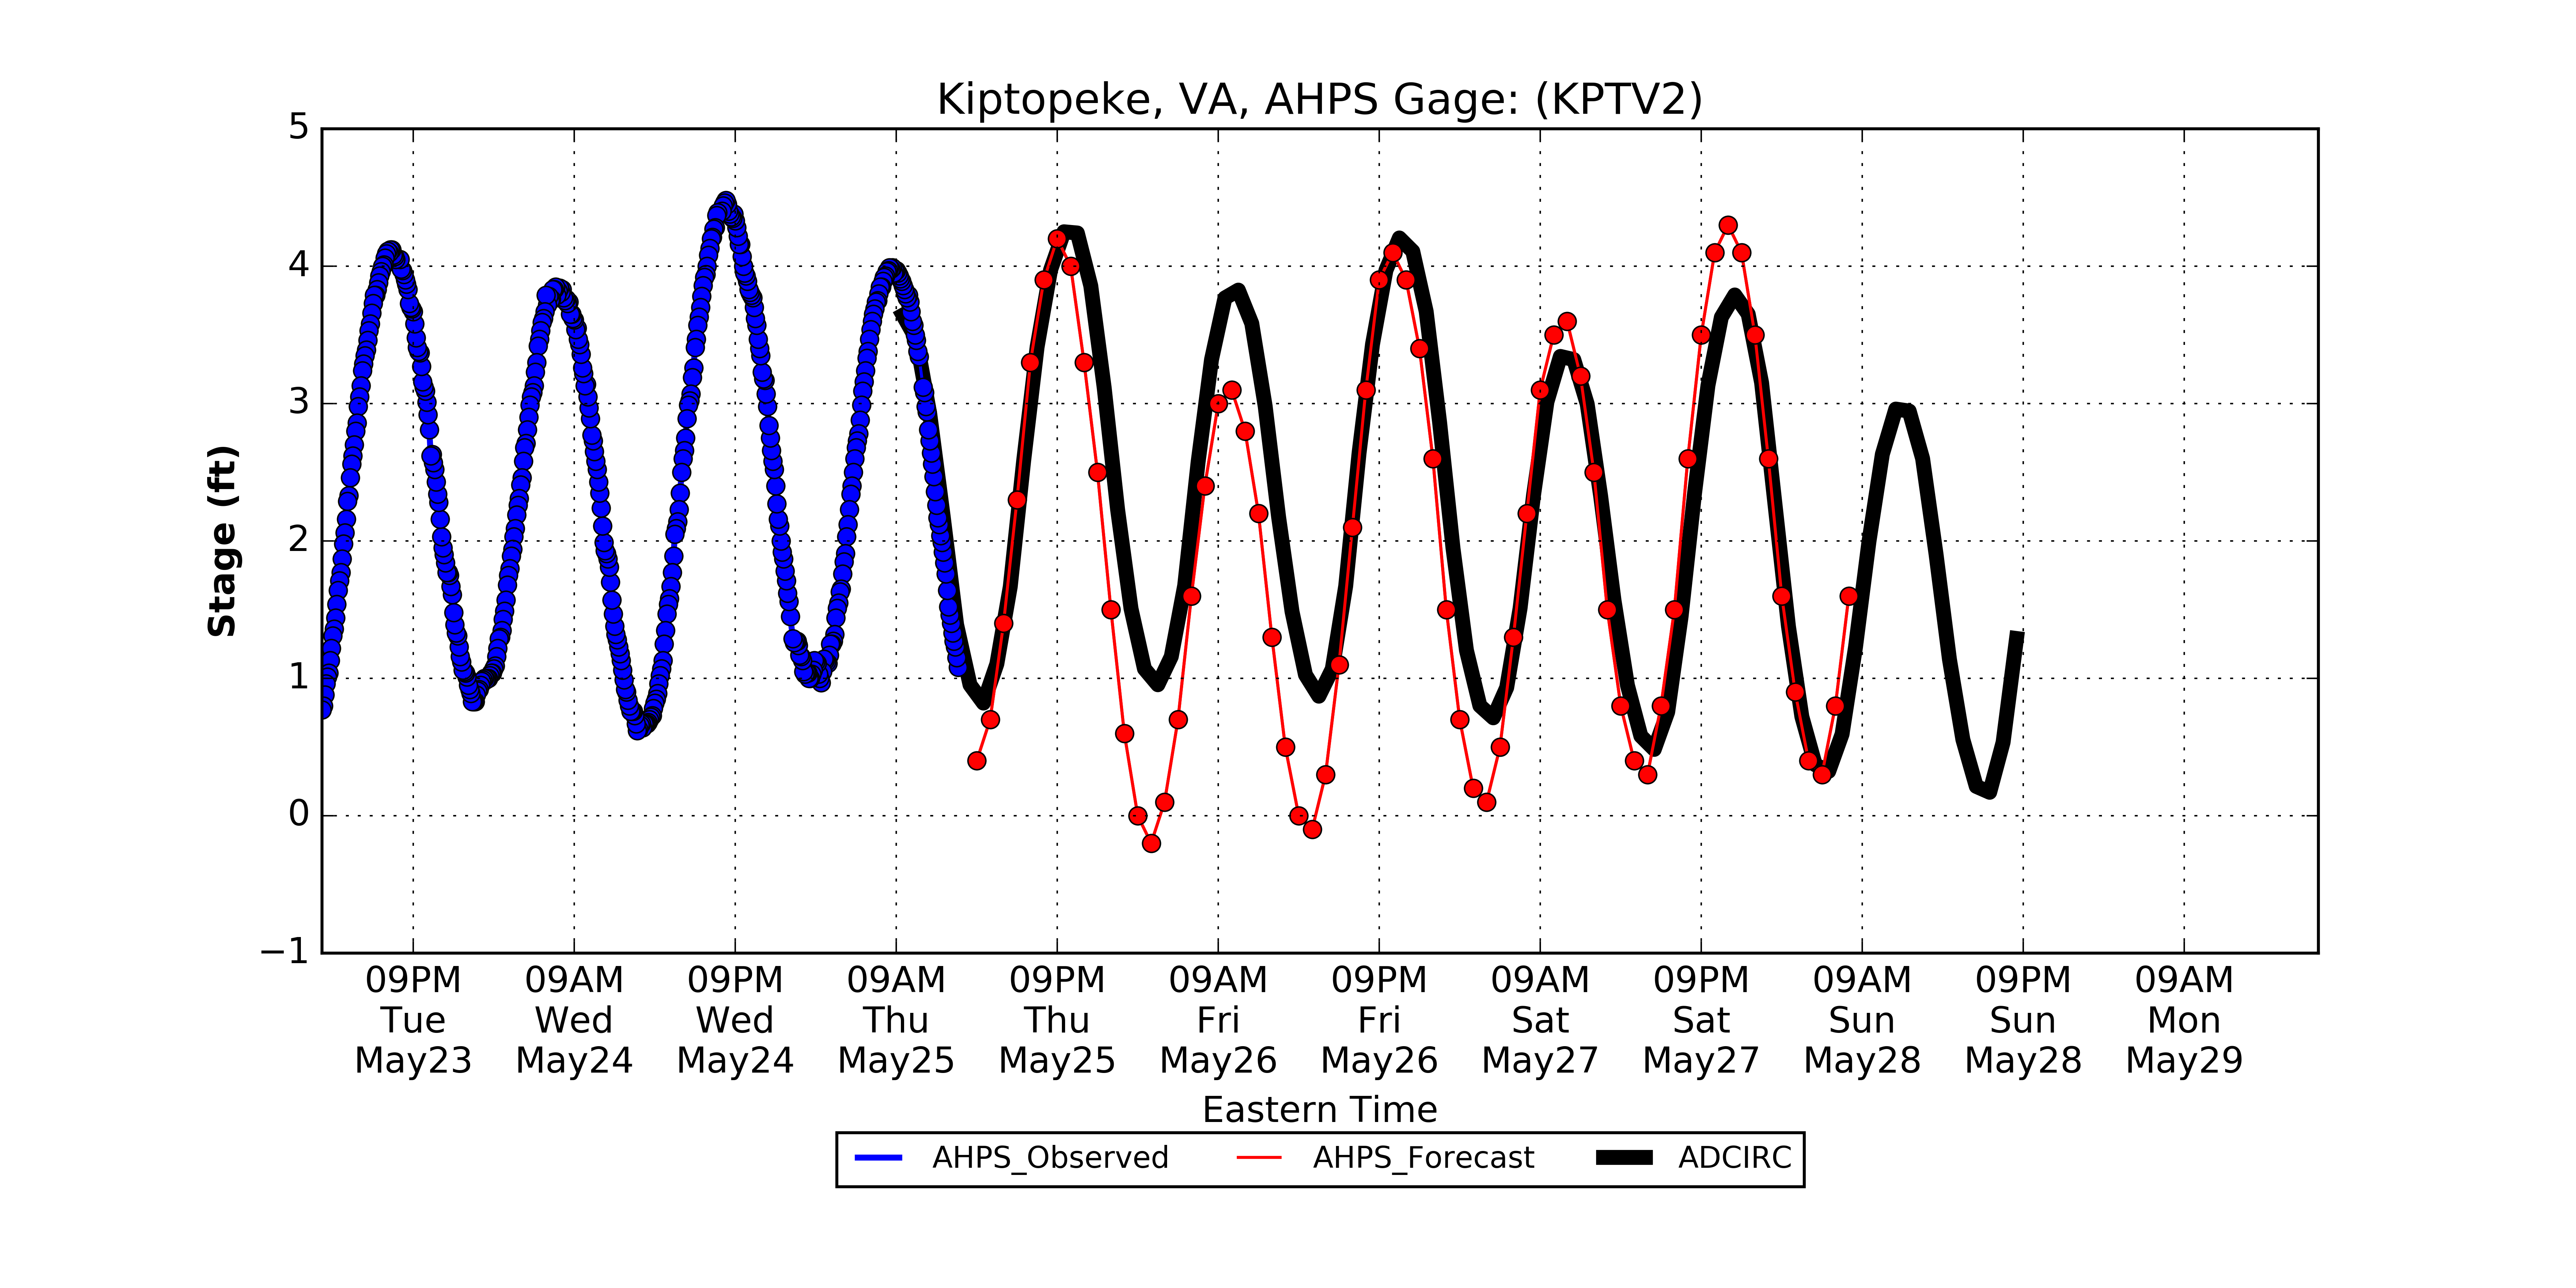 Kiptopeke, VA, AHPS Gage: (KPTV2)
5
4
3
2
1
0
−1
Stage (ft)
09PM 09AM 09PM 09AM 09PM 09AM 09PM 09AM 09PM 09AM 09PM 09AM
Tue Wed Wed Thu Thu Fri Fri Sat Sat Sun Sun Mon
May23 May24 May24 May25 May25 May26 May26 May27 May27 May28 May28 May29
Eastern Time
AHPS_Observed AHPS_Forecast ADCIRC